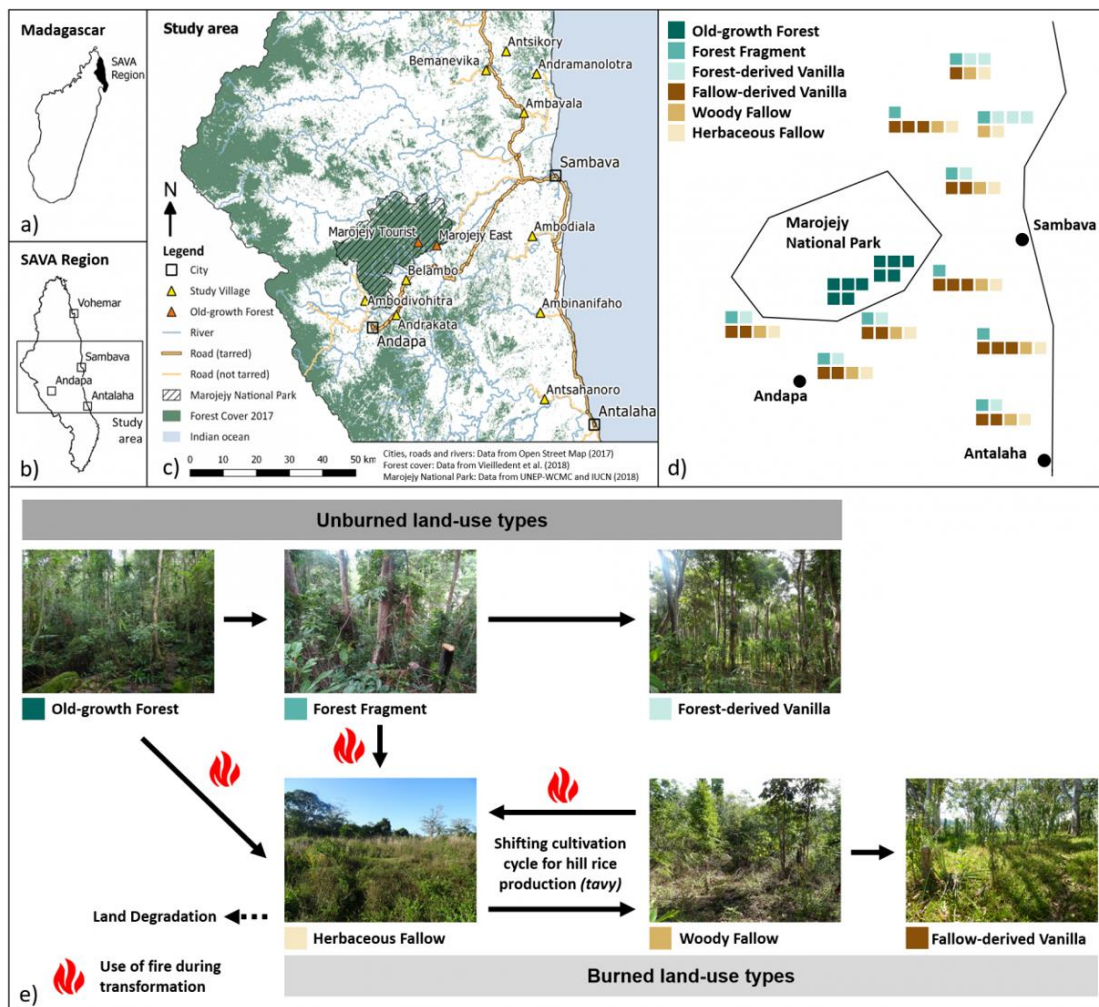 Madagascar
SAVA
Region
a)
SAVA Region
Vohemar
Sambava
Andapa
Antalaha
Study
area
b)
Study area
Antsikory
Bemanevika
Andramanolotra
Ambavala
Sambava
N
Marojejy Tourist
Marojejy East
Ambodiala
Legend
City
Study Village
Old-growth Forest
River
Road (tarred)
Road (not tarred)
Marojejy National Park
Forest Cover 2017
Indian ocean
Belambo
Ambodivohitra
Andrakata
Andapa
Ambinanifaho
Antsahanoro
Antalaha
c)
0 10 20 30 40 50 km
Cities, roads and rivers: Data from Open Street Map (2017)
Forest cover: Data from Vieilledent et al. (2018)
Marojejy National Park: Data from UNEP-WCMC and IUCN (2018)
Old-growth Forest
Forest Fragment
Forest-derived Vanilla
Fallow-derived Vanilla
Woody Fallow
Herbaceous Fallow
Marojejy
National Park
Sambava
Andapa
Antalaha
d)
Unburned land-use types
Old-growth Forest
Forest Fragment
Forest-derived Vanilla
Shifting cultivation
cycle for hill rice
production (tavy)
Land Degradation
Herbaceous Fallow
Woody Fallow
Fallow-derived Vanilla
Use of fire during
transformation
Burned land-use types
e)